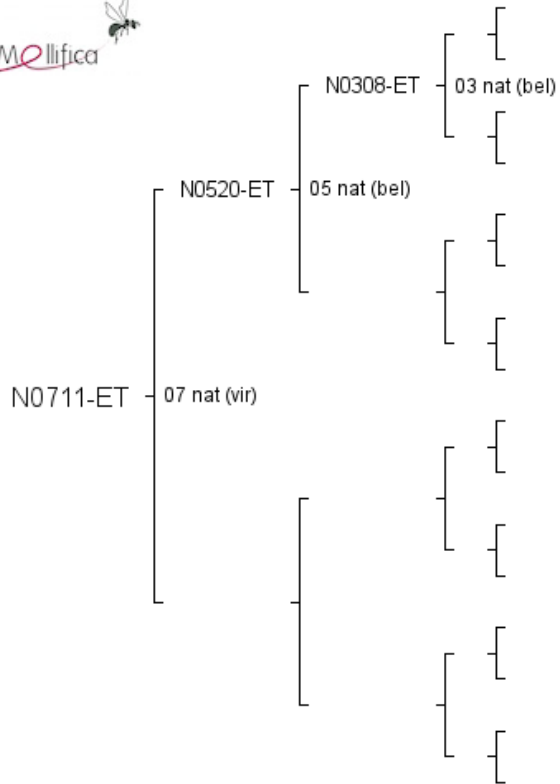 Mellifica
N0308-ET 03 nat (bel)
N0520-ET 05 nat (bel)
N0711-ET 07 nat (vir)